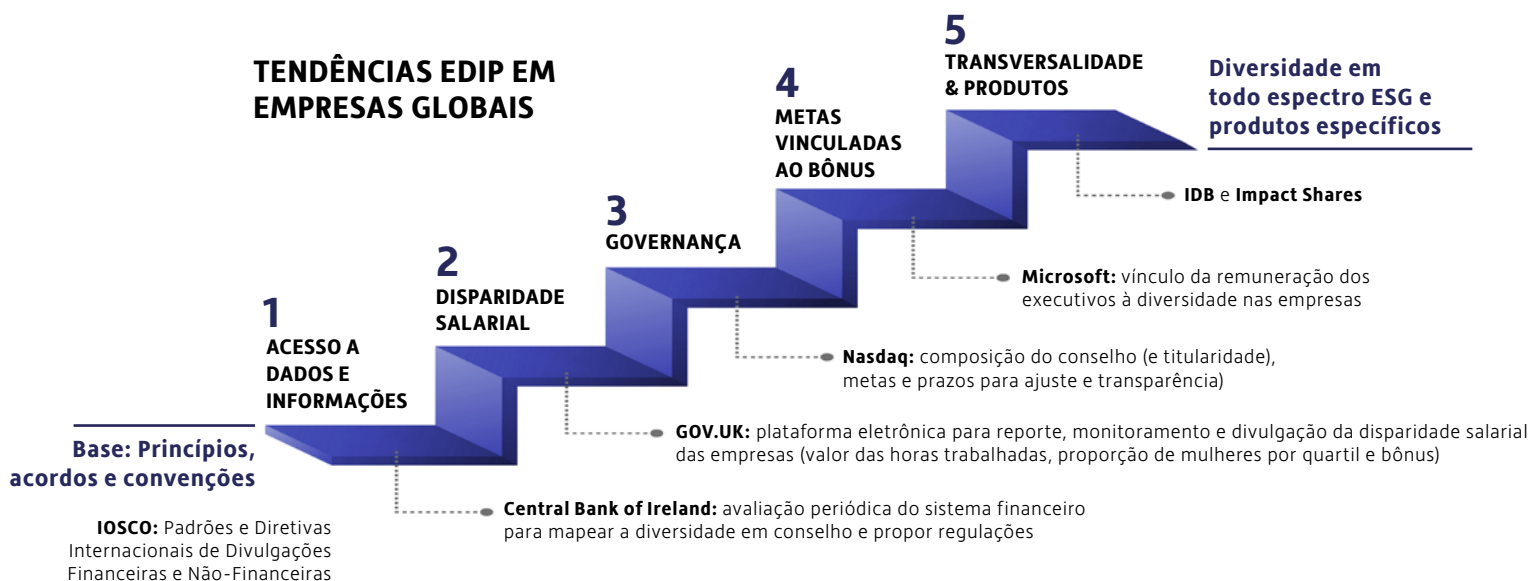 TENDÊNCIAS EDIP EM
EMPRESAS GLOBAIS
Base: Princípios,
acordos e convenções
IOSCO: Padrões e Diretivas
Internacionais de Divulgações
Financeiras e Não-Financeiras
1
ACESSO A
DADOS E
INFORMAÇÕES
Central Bank of Ireland: avaliação periódica do sistema financeiro
para mapear a diversidade em conselho e propor regulações
2
DISPARIDADE
SALARIAL
GOV.UK: plataforma eletrônica para reporte, monitoramento e divulgação da disparidade salarial
das empresas (valor das horas trabalhadas, proporção de mulheres por quartil e bônus)
3
GOVERNANÇA
Nasdaq: composição do conselho (e titularidade),
metas e prazos para ajuste e transparência)
4
METAS
VINCULADAS
AO BÔNUS
Microsoft: vínculo da remuneração dos
executivos à diversidade nas empresas
5
TRANSVERSALIDADE
& PRODUTOS
IDB e Impact Shares
Diversidade em
todo espectro ESG e
produtos específicos